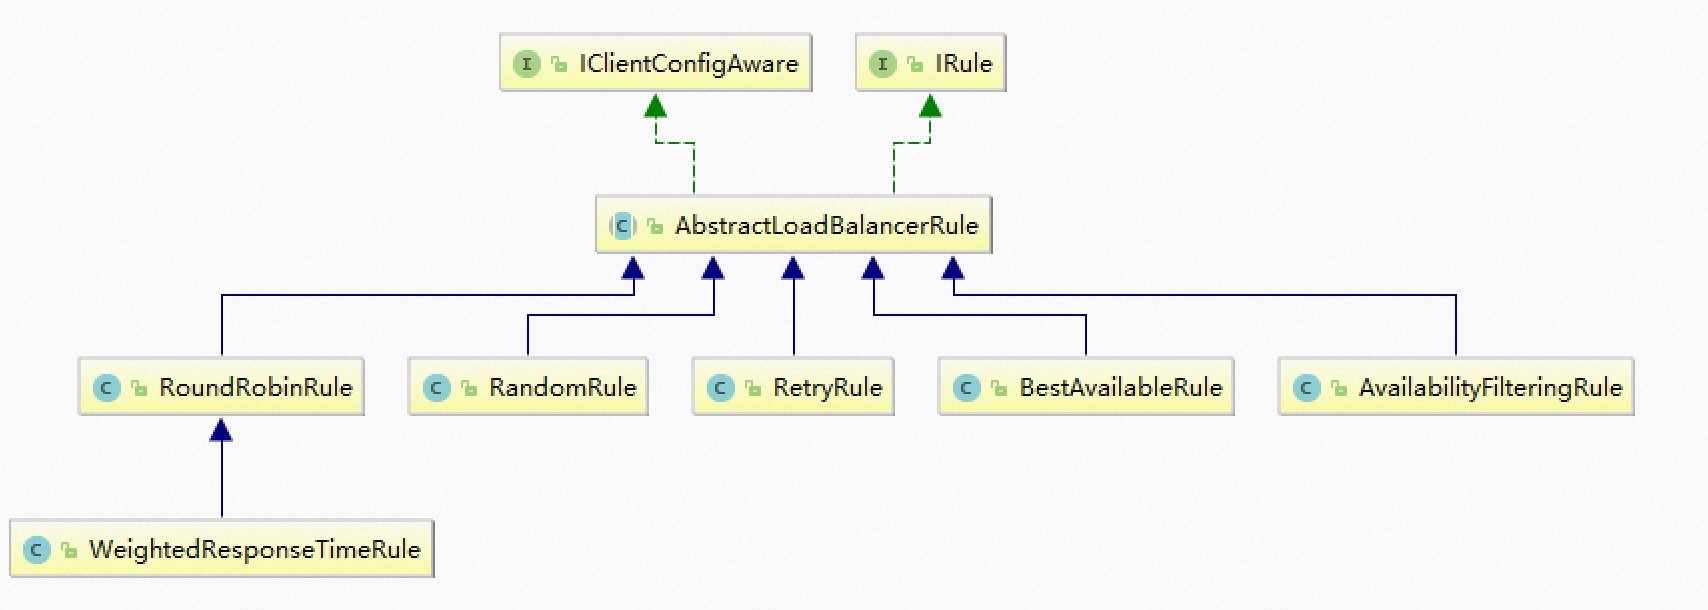 I IClientConfigAware
I IRule
C AbstractLoadBalancerRule
C RoundRobinRule
C RandomRule
C RetryRule
C BestAvailableRule
C AvailabilityFilteringRule
C WeightedResponseTimeRule